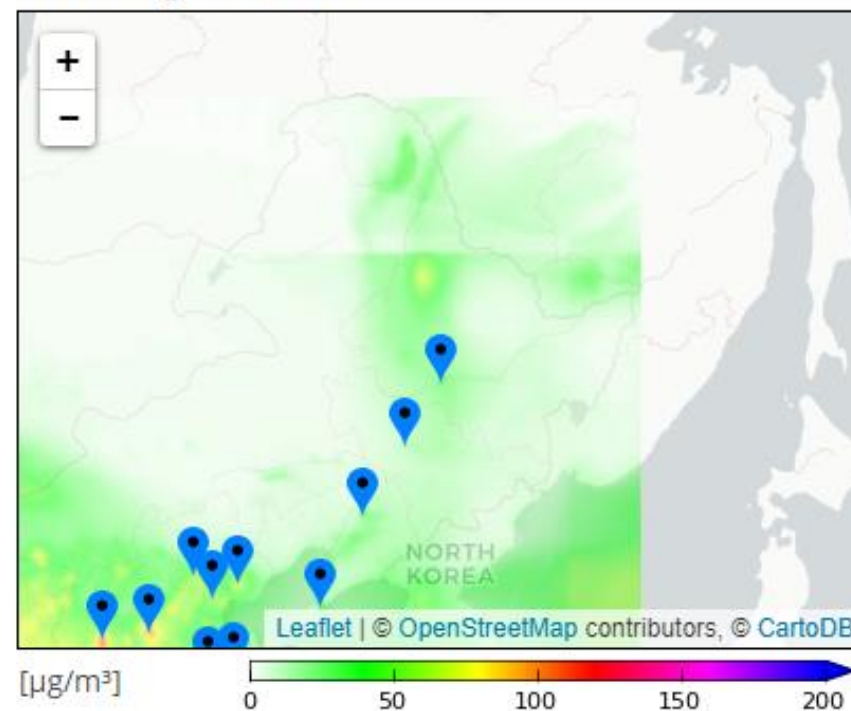 +
−
NORTH
KOREA
Leaflet | © OpenStreetMap contributors, © CartoDB
[µg/m³]
0 50 100 150 200